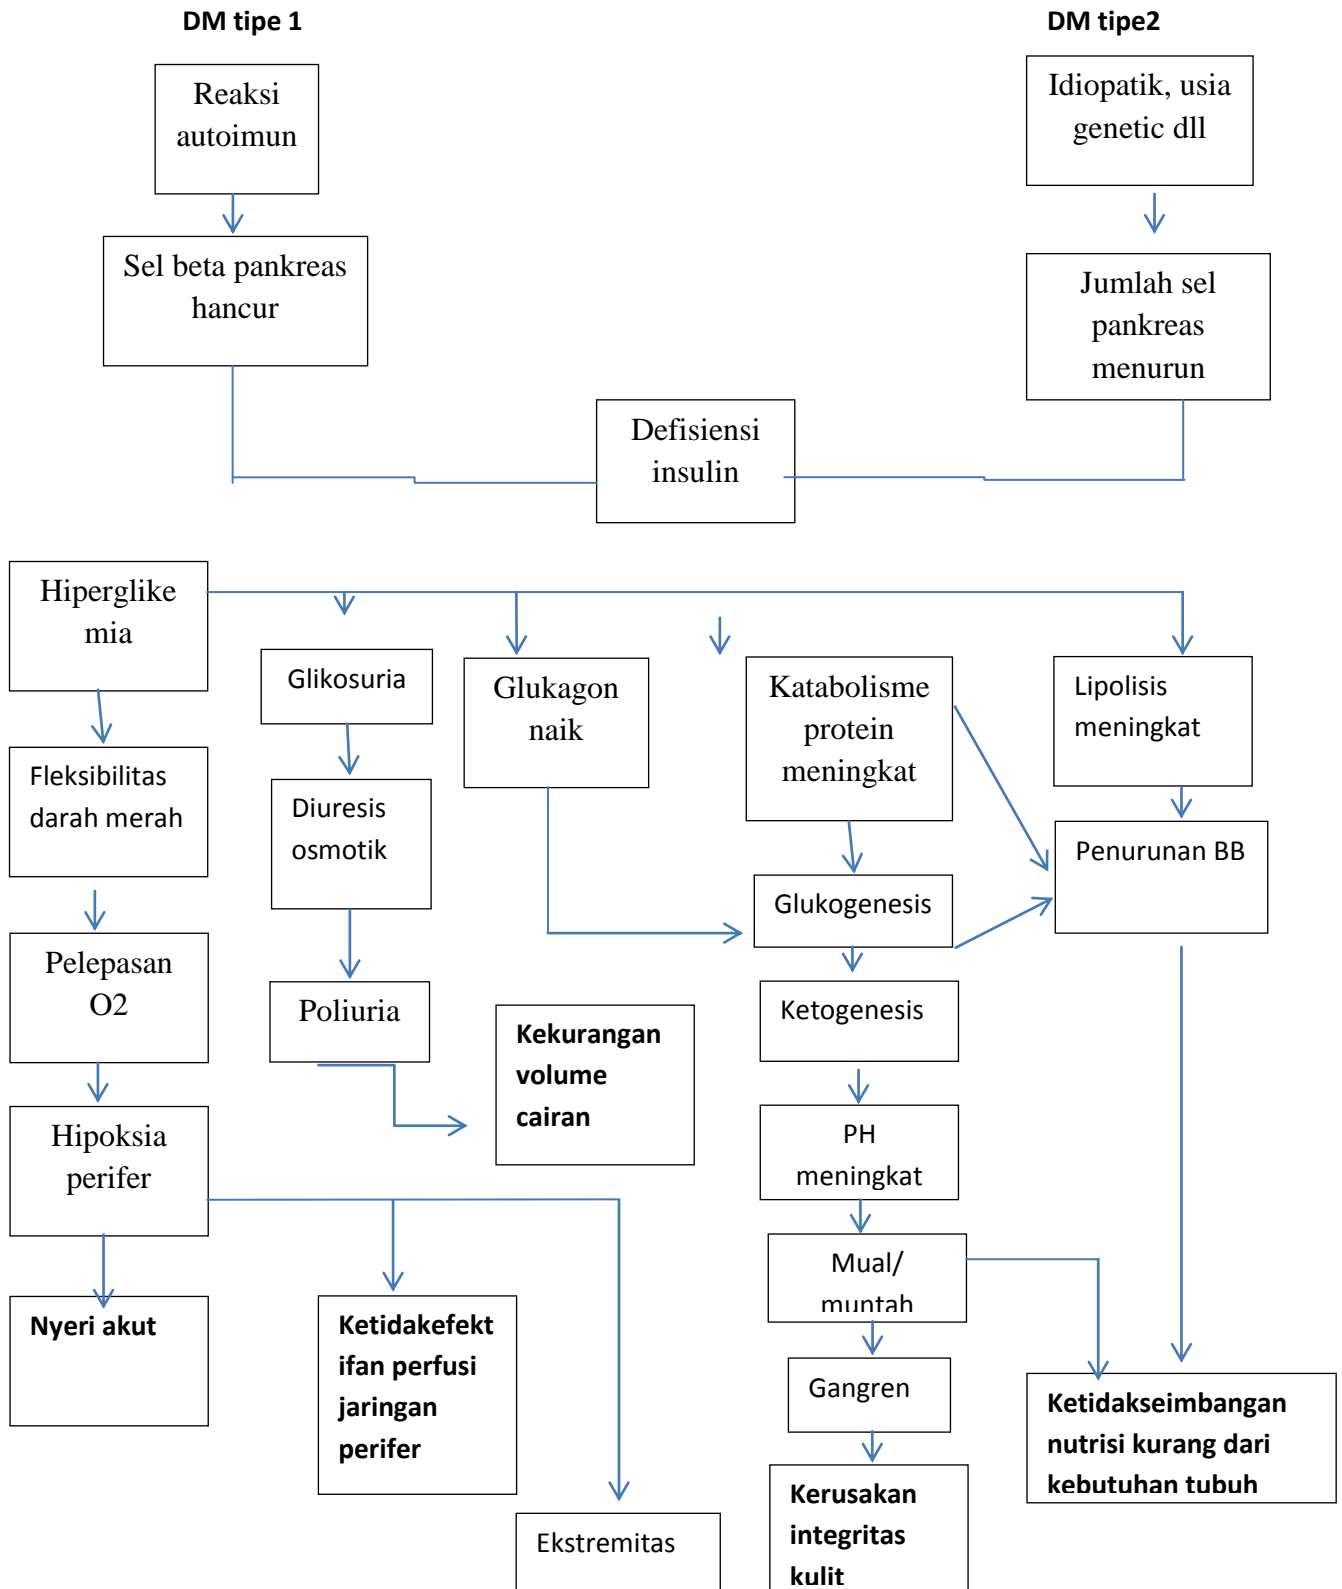 DM tipe 1
DM tipe2
Reaksi
autoimun
Idiopatik, usia
genetic dll
Sel beta pankreas
hancur
Jumlah sel
pankreas
menurun
Defisiensi
insulin
Hiperglike
mia
Glikosuria
Glukagon
naik
Katabolisme
protein
meningkat
Lipolisis
meningkat
Fleksibilitas
darah merah
Diuresis
osmotik
Penurunan BB
Glukogenesis
Pelepasan
O2
Poliuria
Kekurangan
volume
cairan
Ketogenesis
Hipoksia
perifer
PH
meningkat
Mual/
muntah
Nyeri akut
Ketidakefekt
ifan perfusi
jaringan
perifer
Gangren
Ketidakseimbangan
nutrisi kurang dari
kebutuhan tubuh
Kerusakan
integritas
kulit
Ekstremitas